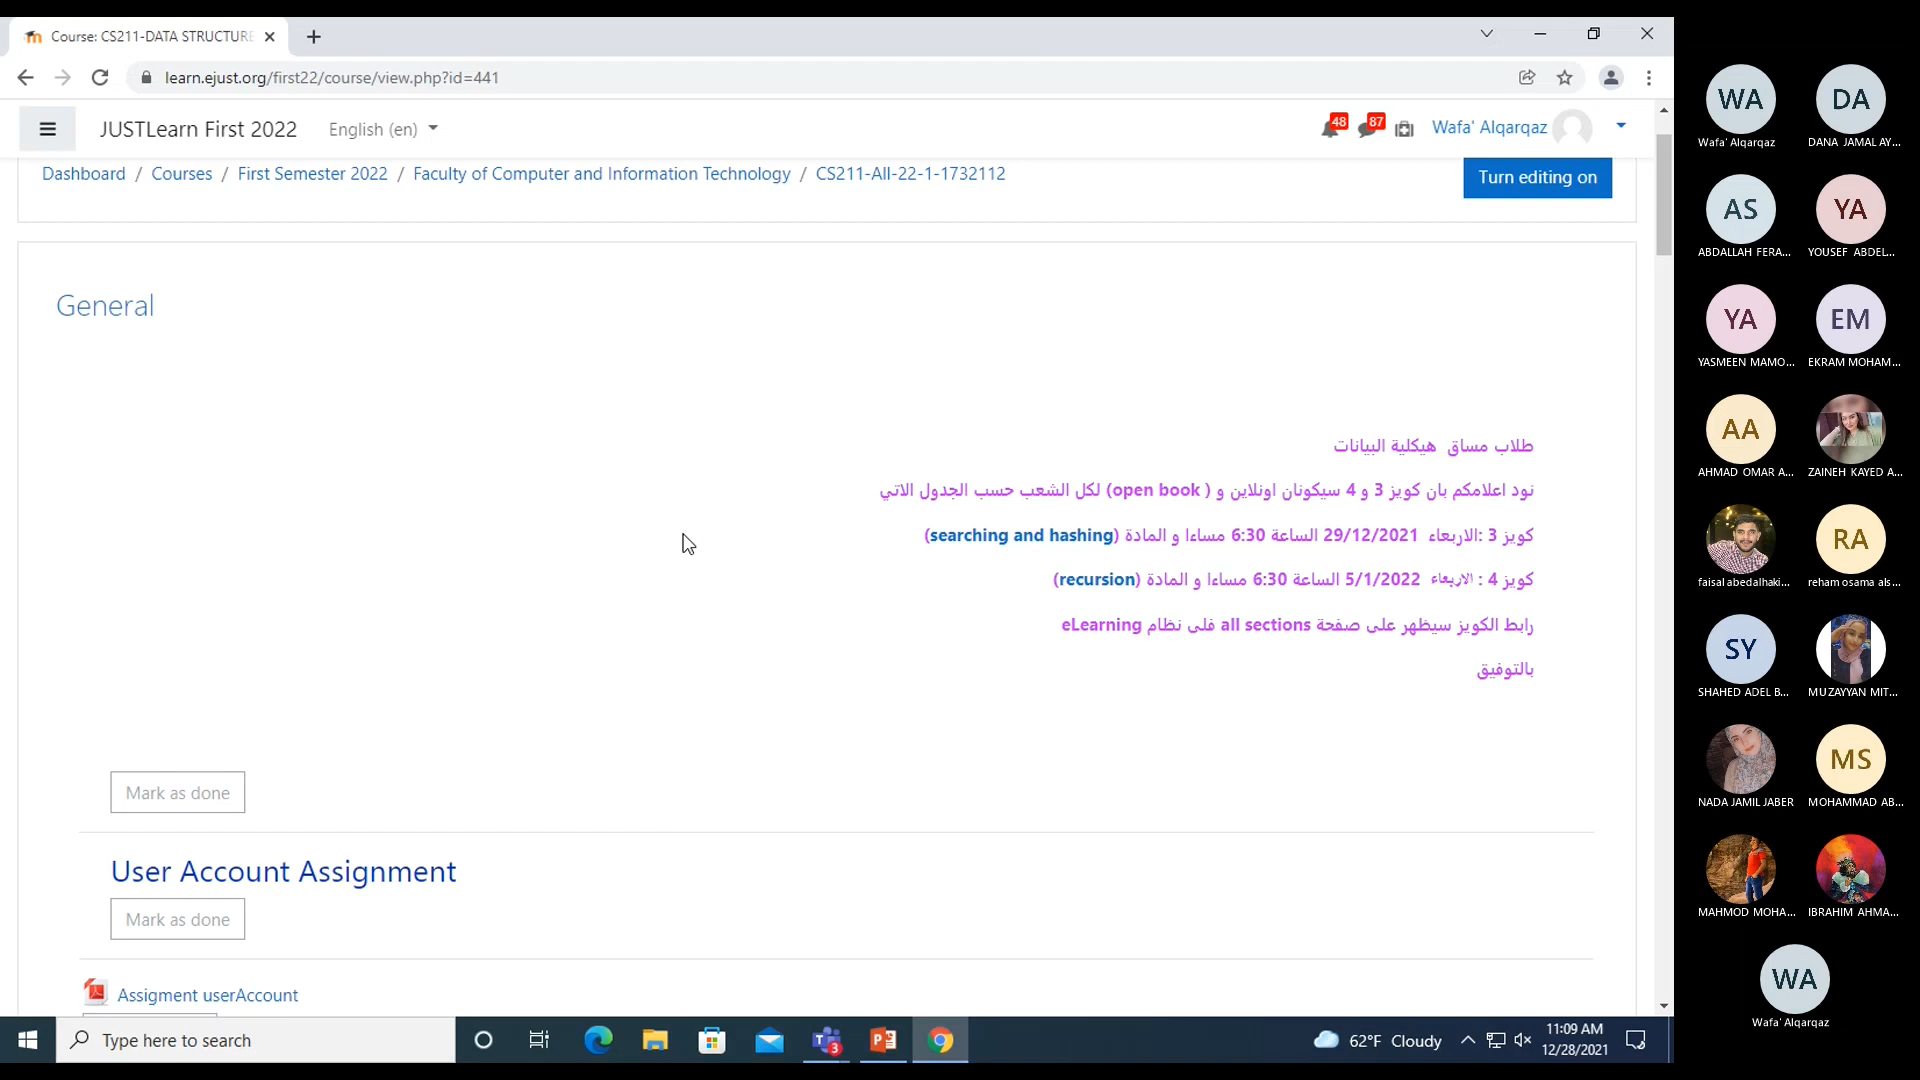 Course: CS211-DATA STRUCTURE
learn.ejust.org/first22/course/view.php?id=441
JUSTLearn First 2022
English (en)
48
87
Wafa' Alqarqaz
Dashboard / Courses / First Semester 2022 / Faculty of Computer and Information Technology / CS211-All-22-1-1732112
Turn editing on
General
طلاب مساق هيكلية البيانات
نود اعلامكم بان كويز 3 و 4 سيكونان اونلاين و ( open book) لكل الشعب حسب الجدول الاتي
كويز 3 :الاربعاء 29/12/2021 الساعة 6:30 مساءا و المادة (searching and hashing)
كويز 4 : الاربعاء 5/1/2022 الساعة 6:30 مساءا و المادة (recursion)
رابط الكويز سيظهر على صفحة all sections فلى نظام eLearning
بالتوفيق
Mark as done
User Account Assignment
Mark as done
Assigment userAccount
Type here to search
3
62°F Cloudy
11:09 AM
12/28/2021
WA
Wafa' Alqarqaz
DA
DANA JAMAL AY...
AS
ABDALLAH FERA...
YA
YOUSEF ABDEL...
YA
YASMEEN MAMO...
EM
EKRAM MOHAM...
AA
AHMAD OMAR A...
ZAINEH KAYED A...
faisal abedalhaki...
RA
reham osama als...
SY
SHAHED ADEL B...
MUZAYYAN MIT...
NADA JAMIL JABER
MS
MOHAMMAD AB...
MAHMOD MOHA...
IBRAHIM AHMA...
WA
Wafa' Alqarqaz